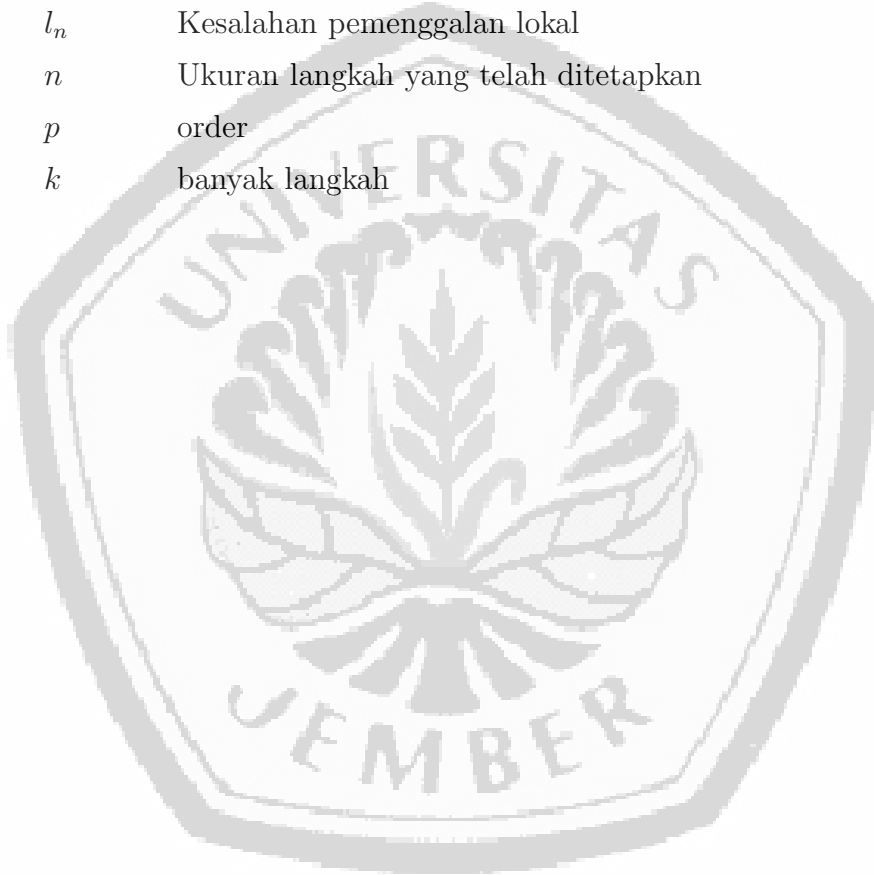 l_n Kesalahan pemenggalan lokal
n Ukuran langkah yang telah ditetapkan
p order
k banyak langkah
UNIVERSITAS
JEMBER